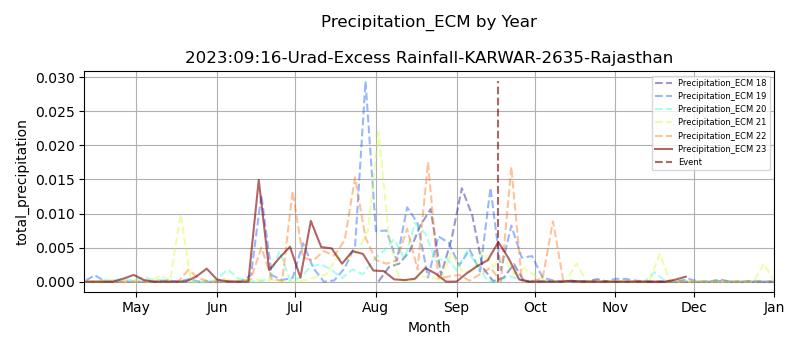 Precipitation_ECM by Year
2023:09:16-Urad-Excess Rainfall-KARWAR-2635-Rajasthan
0.030
0.025
0.020
0.015
0.010
0.005
0.000
total_precipitation
Precipitation_ECM 18
Precipitation_ECM 19
Precipitation_ECM 20
Precipitation_ECM 21
Precipitation_ECM 22
Precipitation_ECM 23
Event
May Jun Jul Aug Sep Oct Nov Dec Jan
Month